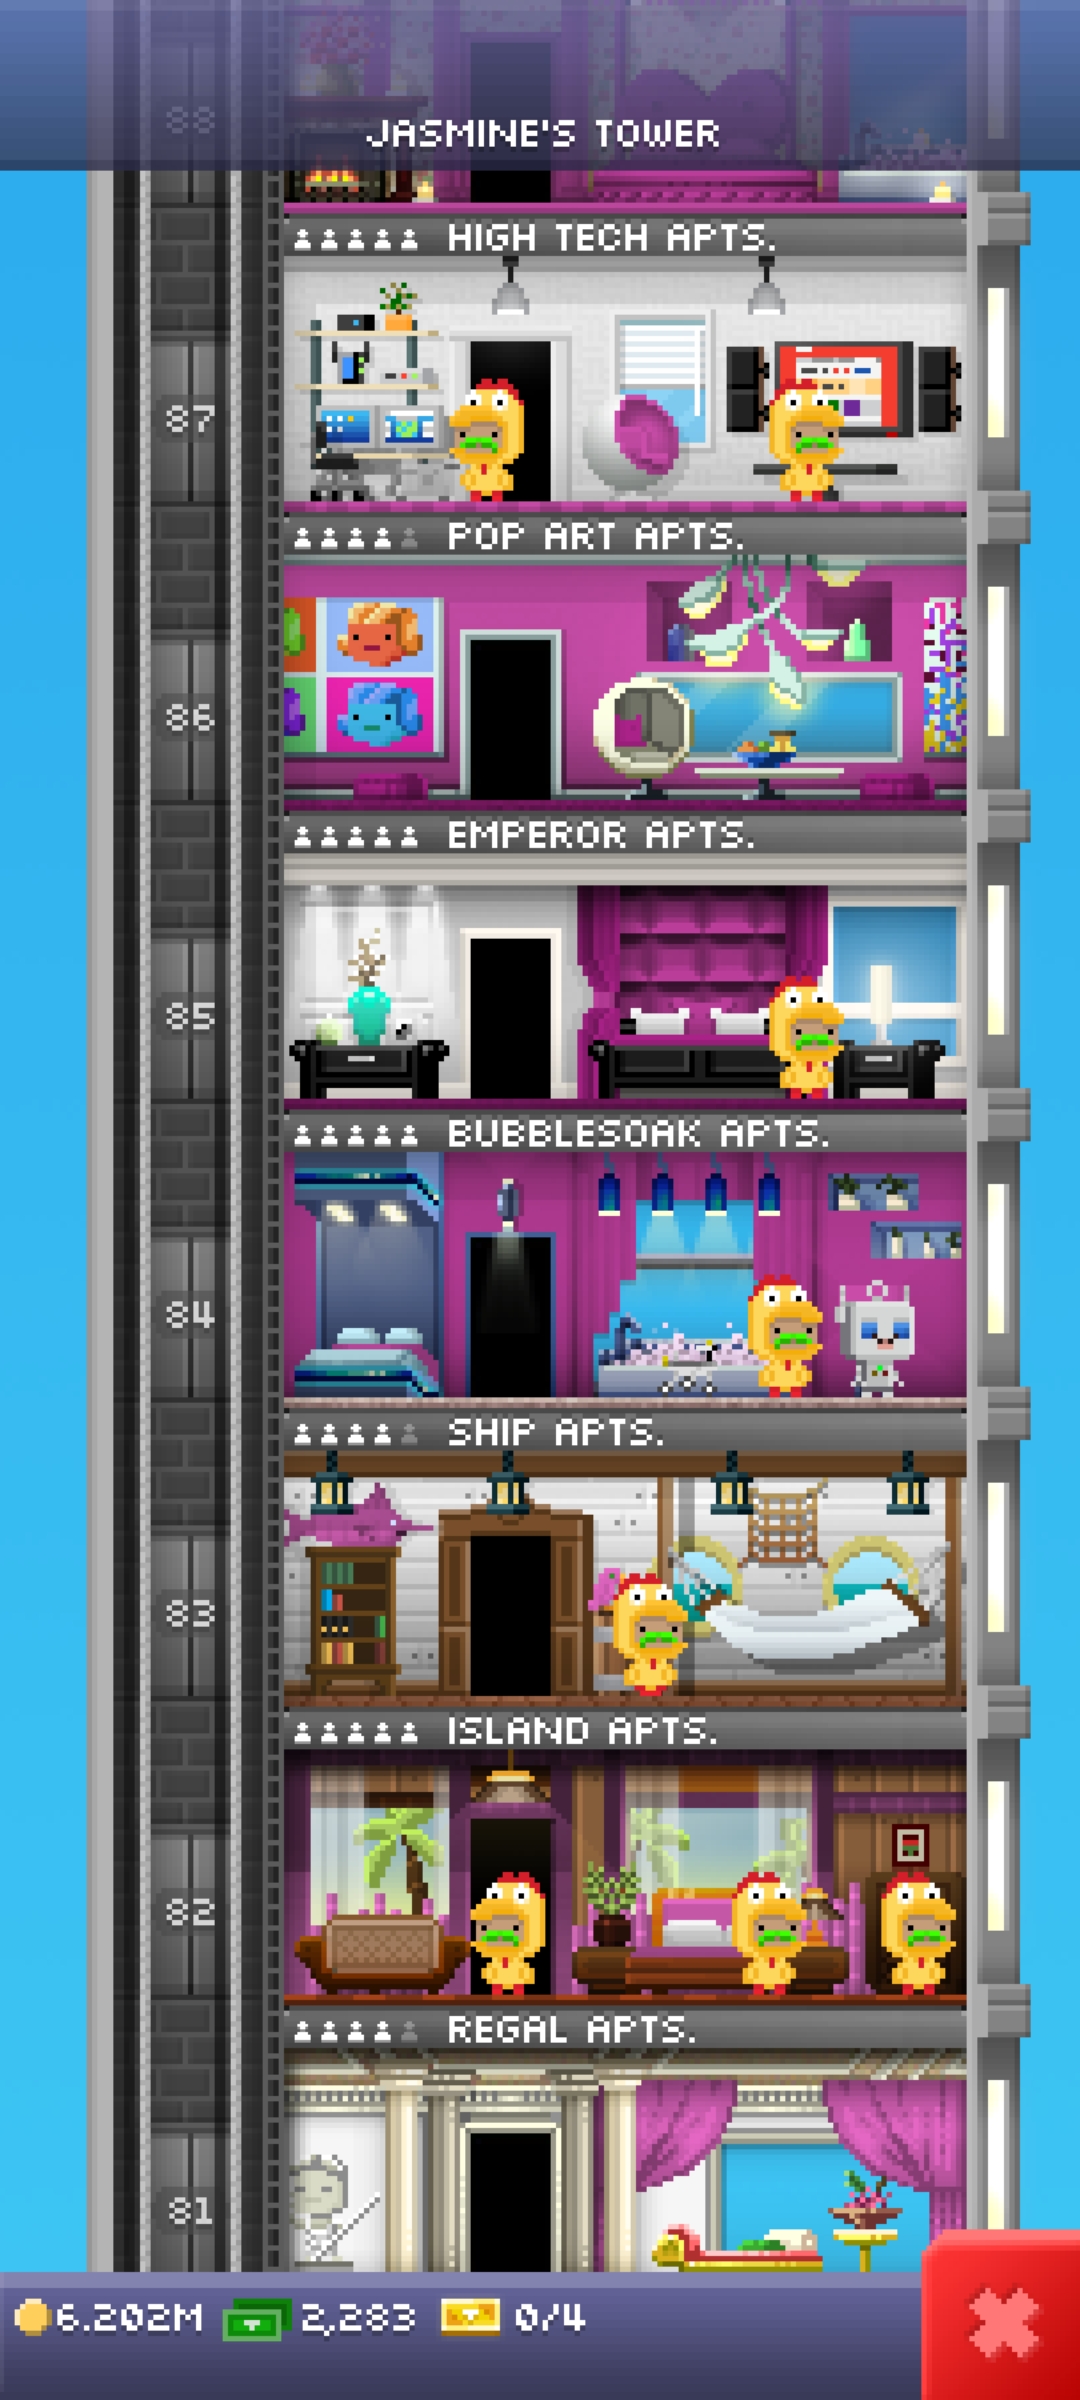 88
JASMINE'S TOWER
HIGH TECH APTS.
87
POP ART APTS.
86
EMPEROR APTS.
85
BUBBLESOAK APTS.
84
SHIP APTS.
83
ISLAND APTS.
82
REGAL APTS.
81
6.202M 2,283 0/4